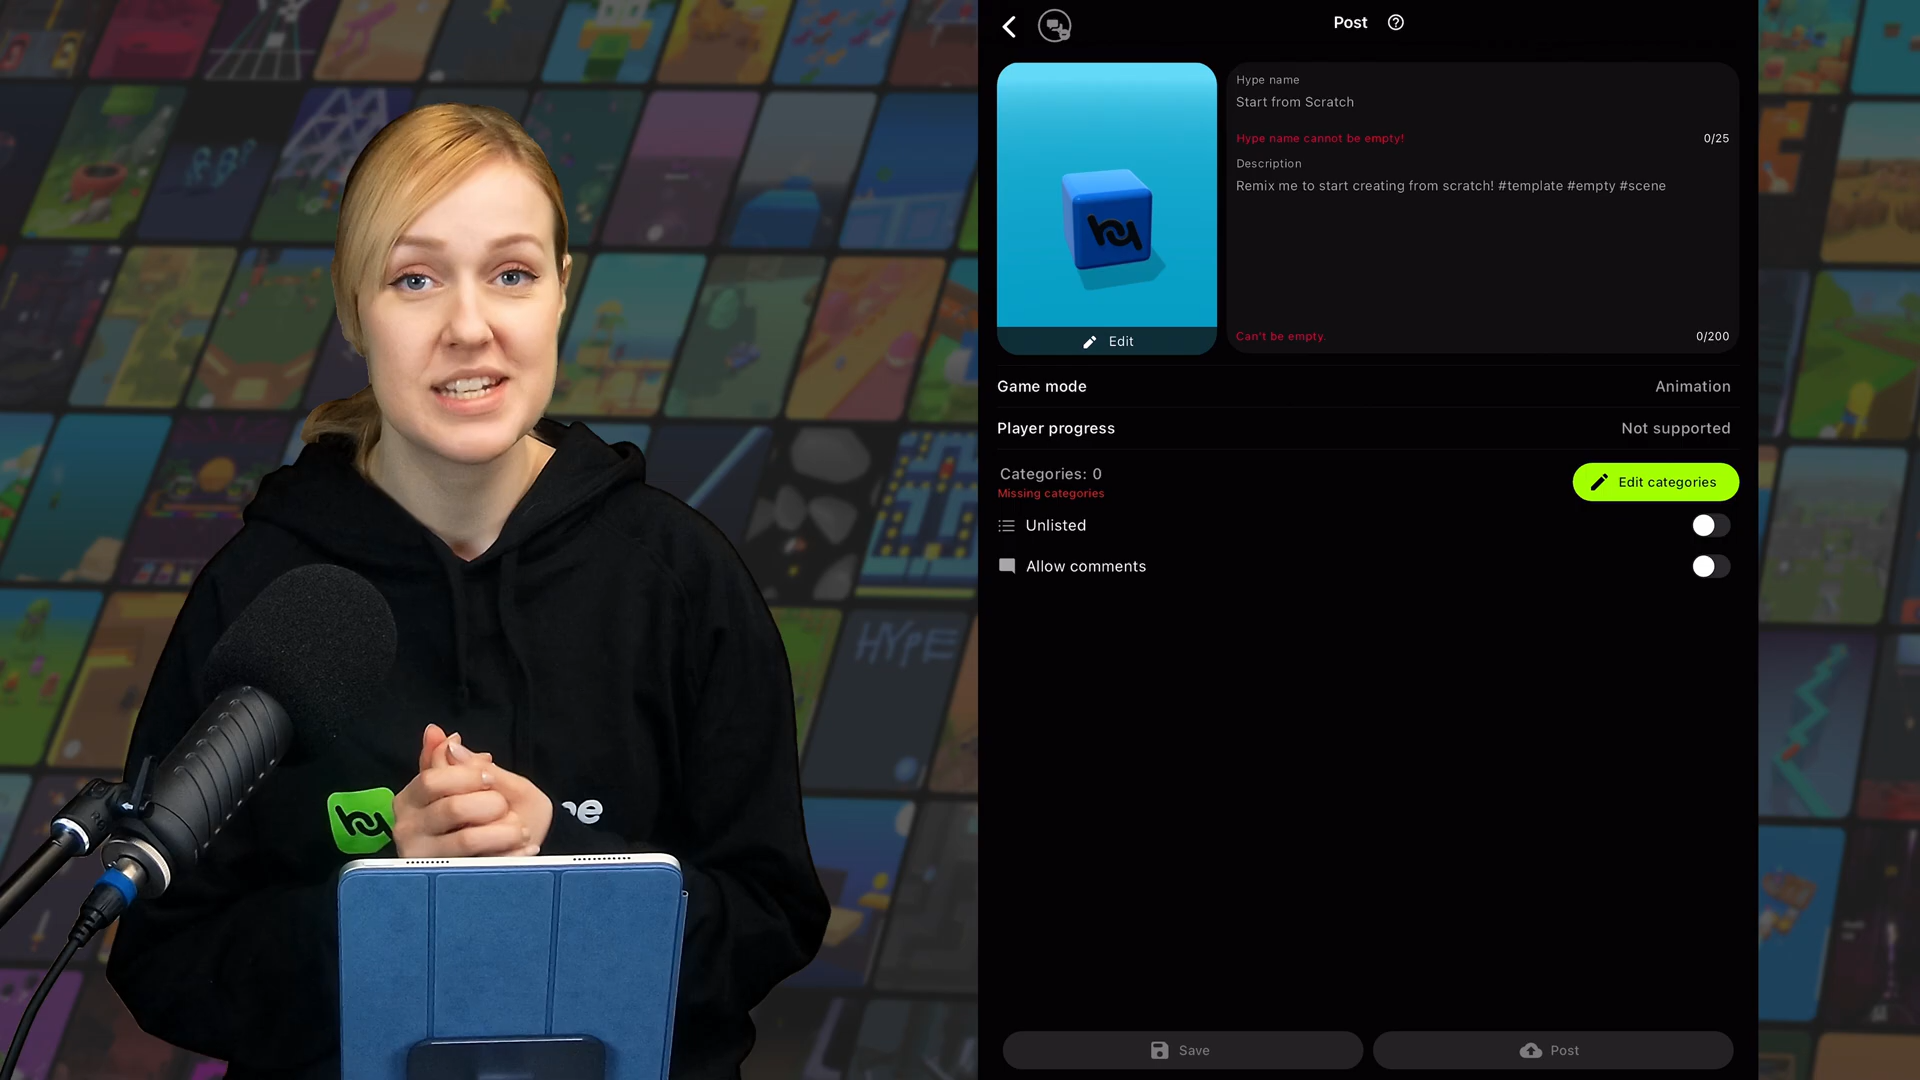 Post
Hype name
Start from Scratch
Hype name cannot be empty!
0/25
Description
Remix me to start creating from scratch! #template #empty #scene
Can't be empty.
0/200
Edit
Game mode
Animation
Player progress
Not supported
Categories: 0
Missing categories
Edit categories
Unlisted
Allow comments
Save
Post
HYPE